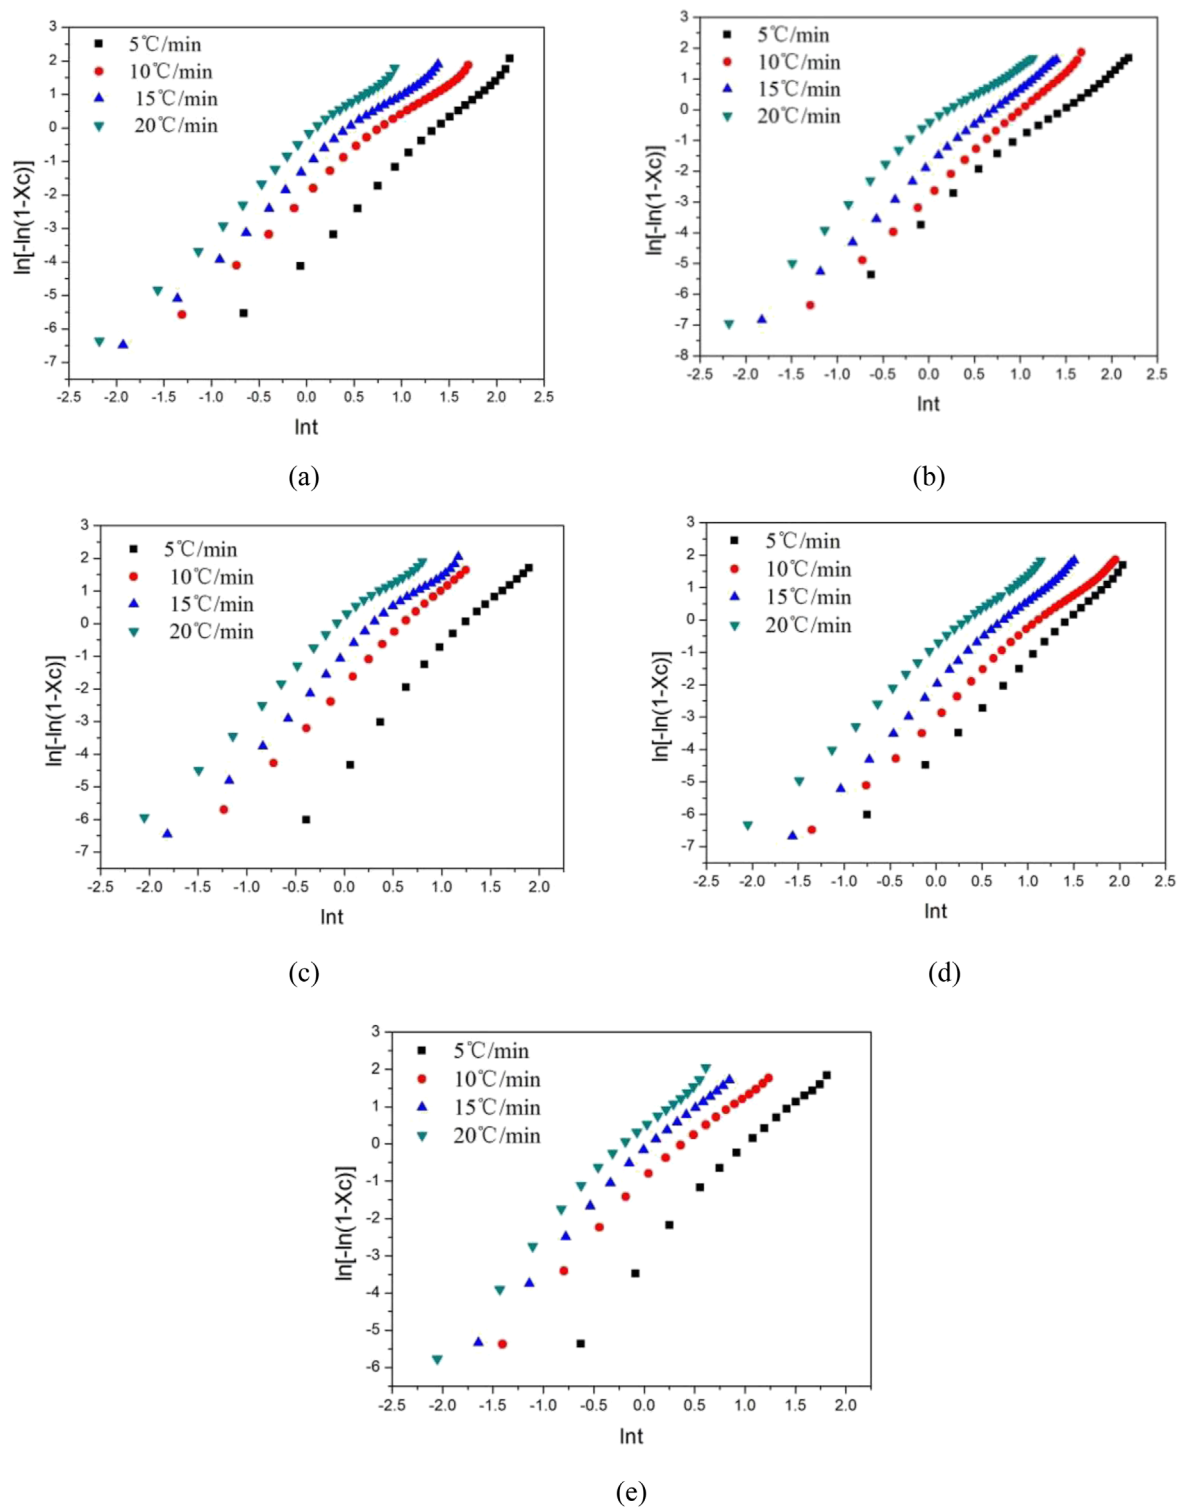 3
2
1
0
-1
-2
-3
-4
-5
-6
-7
ln[-ln(1-Xc)]
5℃/min
10℃/min
15℃/min
20℃/min
-2.5 -2.0 -1.5 -1.0 -0.5 0.0 0.5 1.0 1.5 2.0 2.5
lnt
(a)
3
2
1
0
-1
-2
-3
-4
-5
-6
-7
-8
ln[-ln(1-Xc)]
5℃/min
10℃/min
15℃/min
20℃/min
-2.5 -2.0 -1.5 -1.0 -0.5 0.0 0.5 1.0 1.5 2.0 2.5
lnt
(b)
3
2
1
0
-1
-2
-3
-4
-5
-6
-7
ln[-ln(1-Xc)]
5℃/min
10℃/min
15℃/min
20℃/min
-2.5 -2.0 -1.5 -1.0 -0.5 0.0 0.5 1.0 1.5 2.0
lnt
(c)
3
2
1
0
-1
-2
-3
-4
-5
-6
-7
ln[-ln(1-Xc)]
5℃/min
10℃/min
15℃/min
20℃/min
-2.5 -2.0 -1.5 -1.0 -0.5 0.0 0.5 1.0 1.5 2.0 2.5
lnt
(d)
3
2
1
0
-1
-2
-3
-4
-5
-6
ln[-ln(1-Xc)]
5℃/min
10℃/min
15℃/min
20℃/min
-2.5 -2.0 -1.5 -1.0 -0.5 0.0 0.5 1.0 1.5 2.0
lnt
(e)